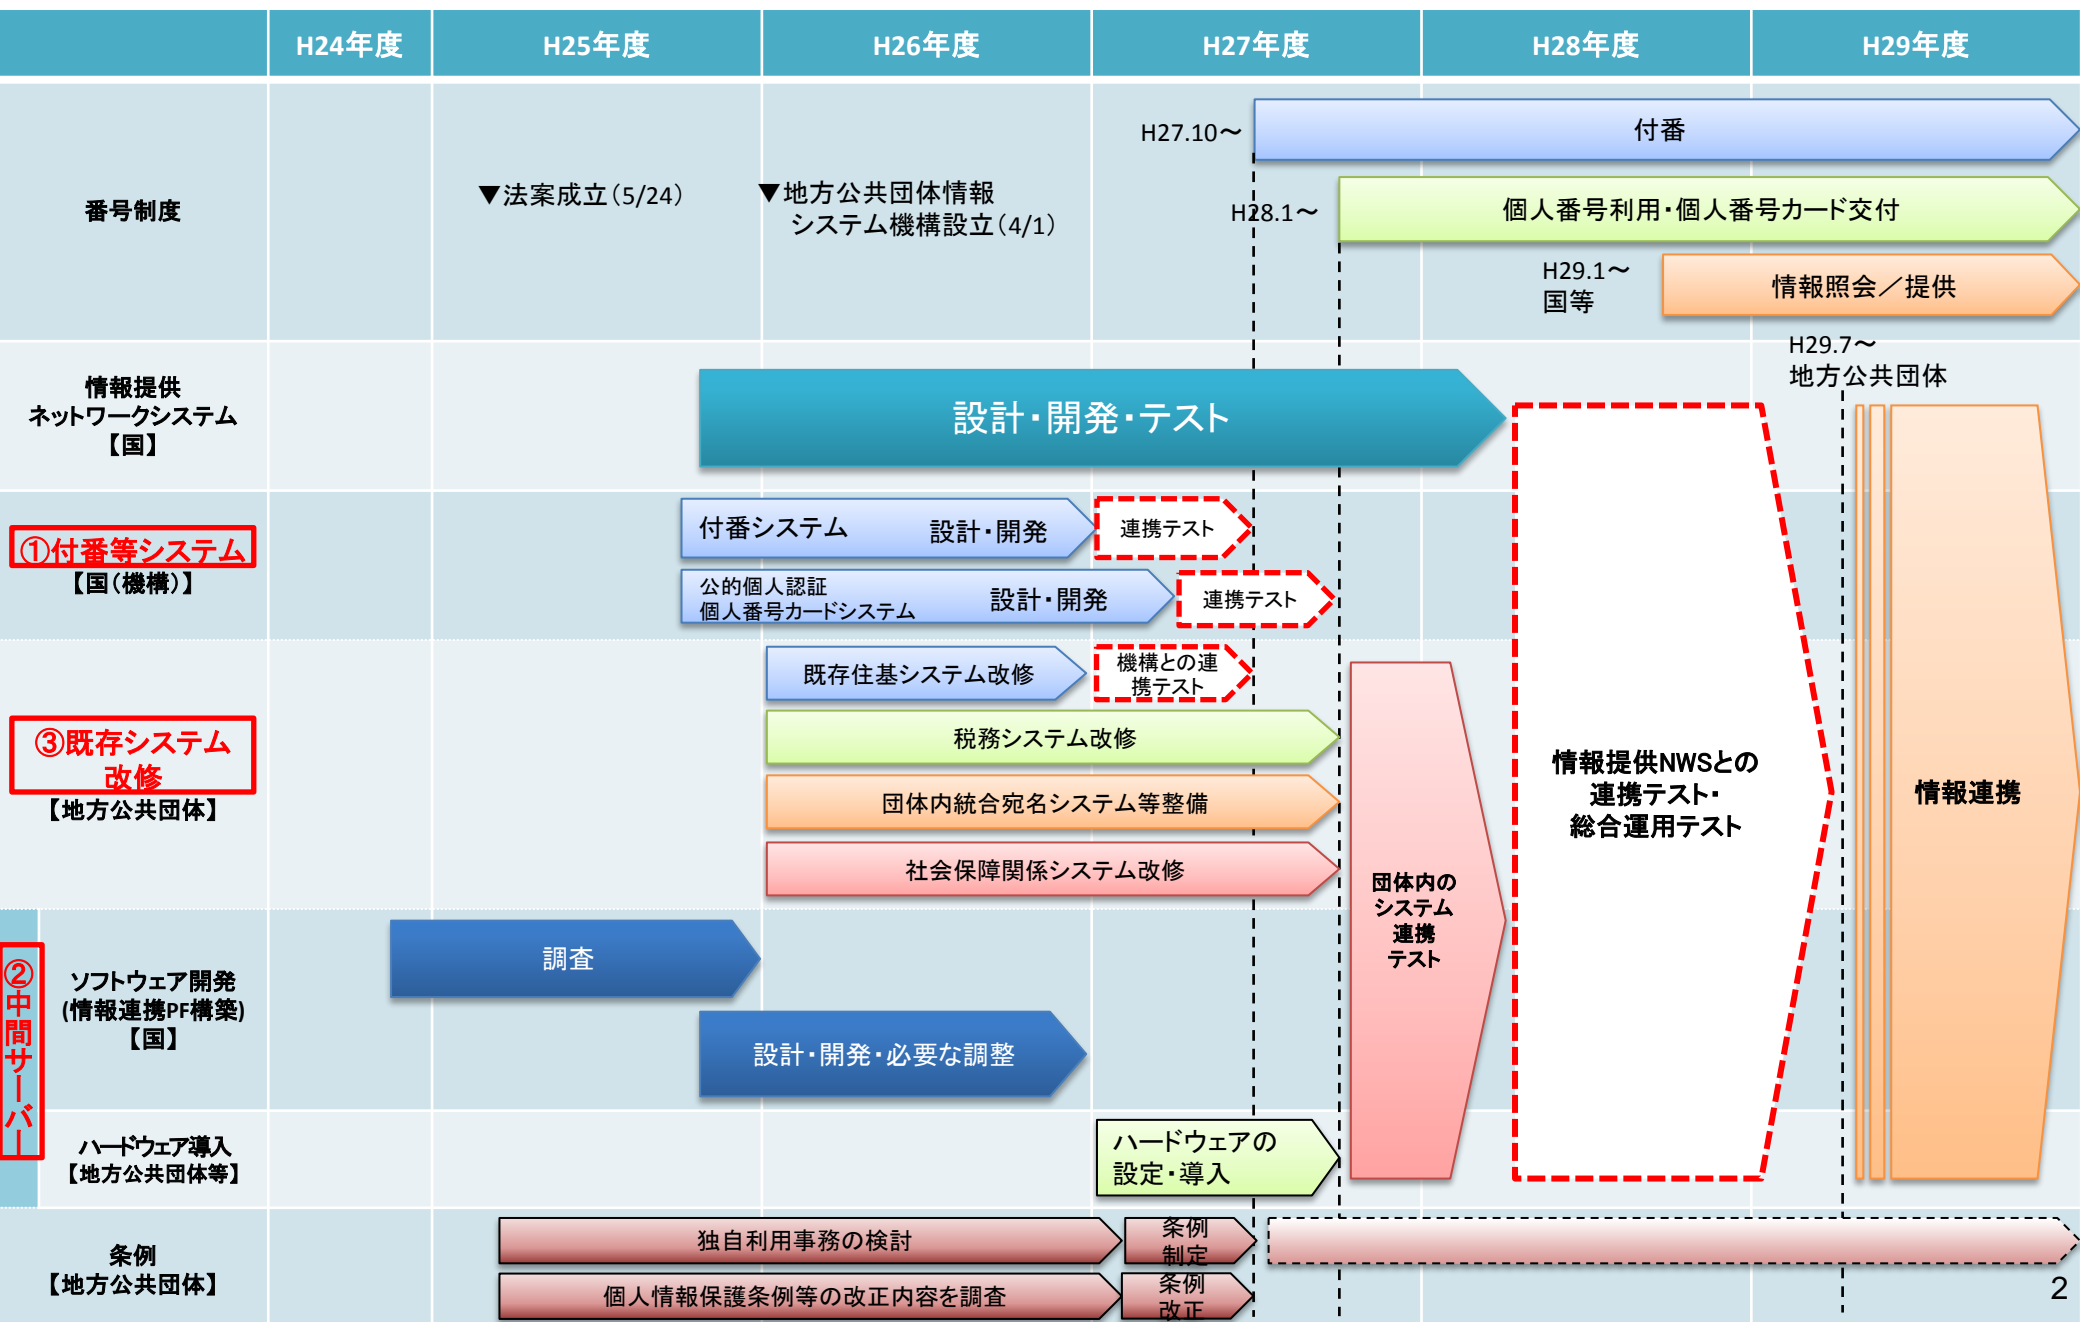 H24年度
H25年度
H26年度
H27年度
H28年度
H29年度
番号制度
▼法案成立（5/24）
▼地方公共団体情報
システム機構設立（4/1）
H27.10～
付番
H28.1～
個人番号利用・個人番号カード交付
H29.1～
国等
情報照会／提供
H29.7～
地方公共団体
情報提供
ネットワークシステム
【国】
設計・開発・テスト
①付番等システム
【国（機構）】
付番システム 設計・開発
連携テスト
公的個人認証
個人番号カードシステム
設計・開発
連携テスト
③既存システム
改修
【地方公共団体】
既存住基システム改修
機構との連
携テスト
税務システム改修
団体内統合宛名システム等整備
社会保障関係システム改修
団体内の
システム
連携
テスト
情報提供NWSとの
連携テスト・
総合運用テスト
情報連携
②中間サーバー
ソフトウェア開発
(情報連携PF構築)
【国】
調査
設計・開発・必要な調整
ハードウェア導入
【地方公共団体等】
ハードウェアの
設定・導入
条例
【地方公共団体】
独自利用事務の検討
条例
制定
個人情報保護条例等の改正内容を調査
条例
改正
2